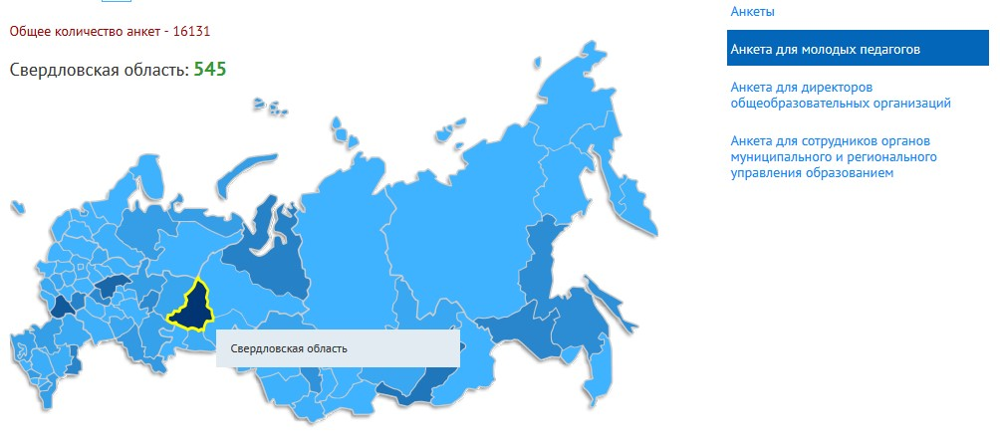 Общее количество анкет - 16131
Свердловская область: 545
Свердловская область
Анкеты
Анкета для молодых педагогов
Анкета для директоров
общеобразовательных организаций
Анкета для сотрудников органов
муниципального и регионального
управления образованием